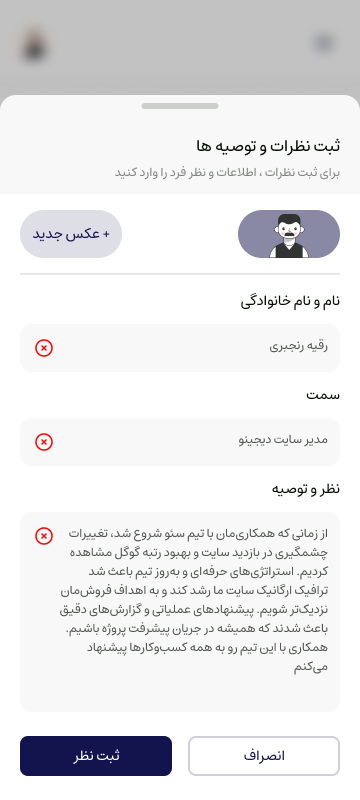 ثبت نظرات و توصیه ها
برای ثبت نظرات ، اطلاعات و نظر فرد را وارد کنید
+ عکس جدید
نام و نام خانوادگی
رقیه رنجبری
سمت
مدیر سایت دیجینو
نظر و توصیه
از زمانی که همکاری‌مان با تیم سئو شروع شد، تغییرات
چشمگیری در بازدید سایت و بهبود رتبه گوگل مشاهده
کردیم. استراتژی‌های حرفه‌ای و به‌روز تیم باعث شد
ترافیک ارگانیک سایت ما رشد کند و به اهداف فروش‌مان
نزدیک‌تر شویم. پیشنهادهای عملیاتی و گزارش‌های دقیق
باعث شدند که همیشه در جریان پیشرفت پروژه باشیم.
همکاری با این تیم رو به همه کسب‌وکارها پیشنهاد
می‌کنم
انصراف
ثبت نظر